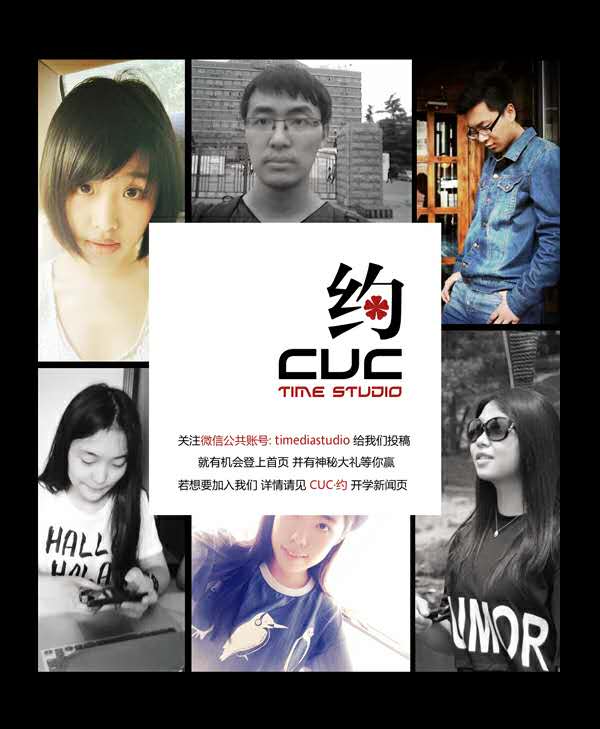 约
CUC
TIME STUDIO
关注微信公共账号: timediastudio 给我们投稿
就有机会登上首页 并有神秘大礼等你赢
若想要加入我们 详情请见 CUC·约 开学新闻页
HALL
HALA
UMOR